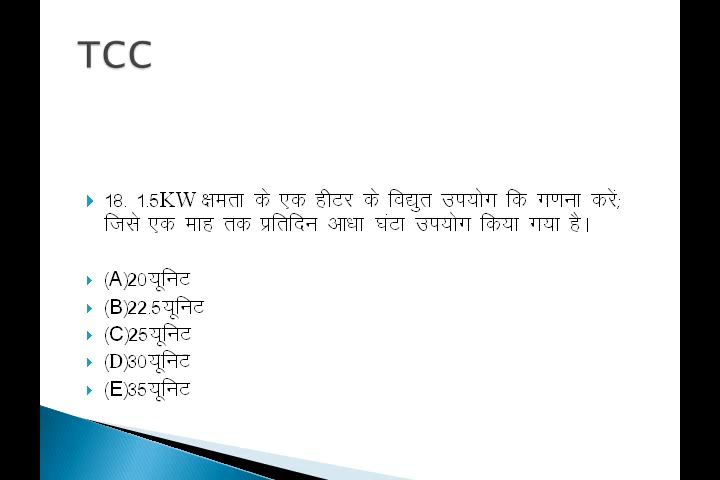 TCC
18. 1.5KW क्षमता के एक हीटर के विद्युत उपयोग कि गणना करें;
जिसे एक माह तक प्रतिदिन आधा घंटा उपयोग किया गया है।
(A)20यूनिट
(B)22.5यूनिट
(C)25यूनिट
(D)30यूनिट
(E)35यूनिट